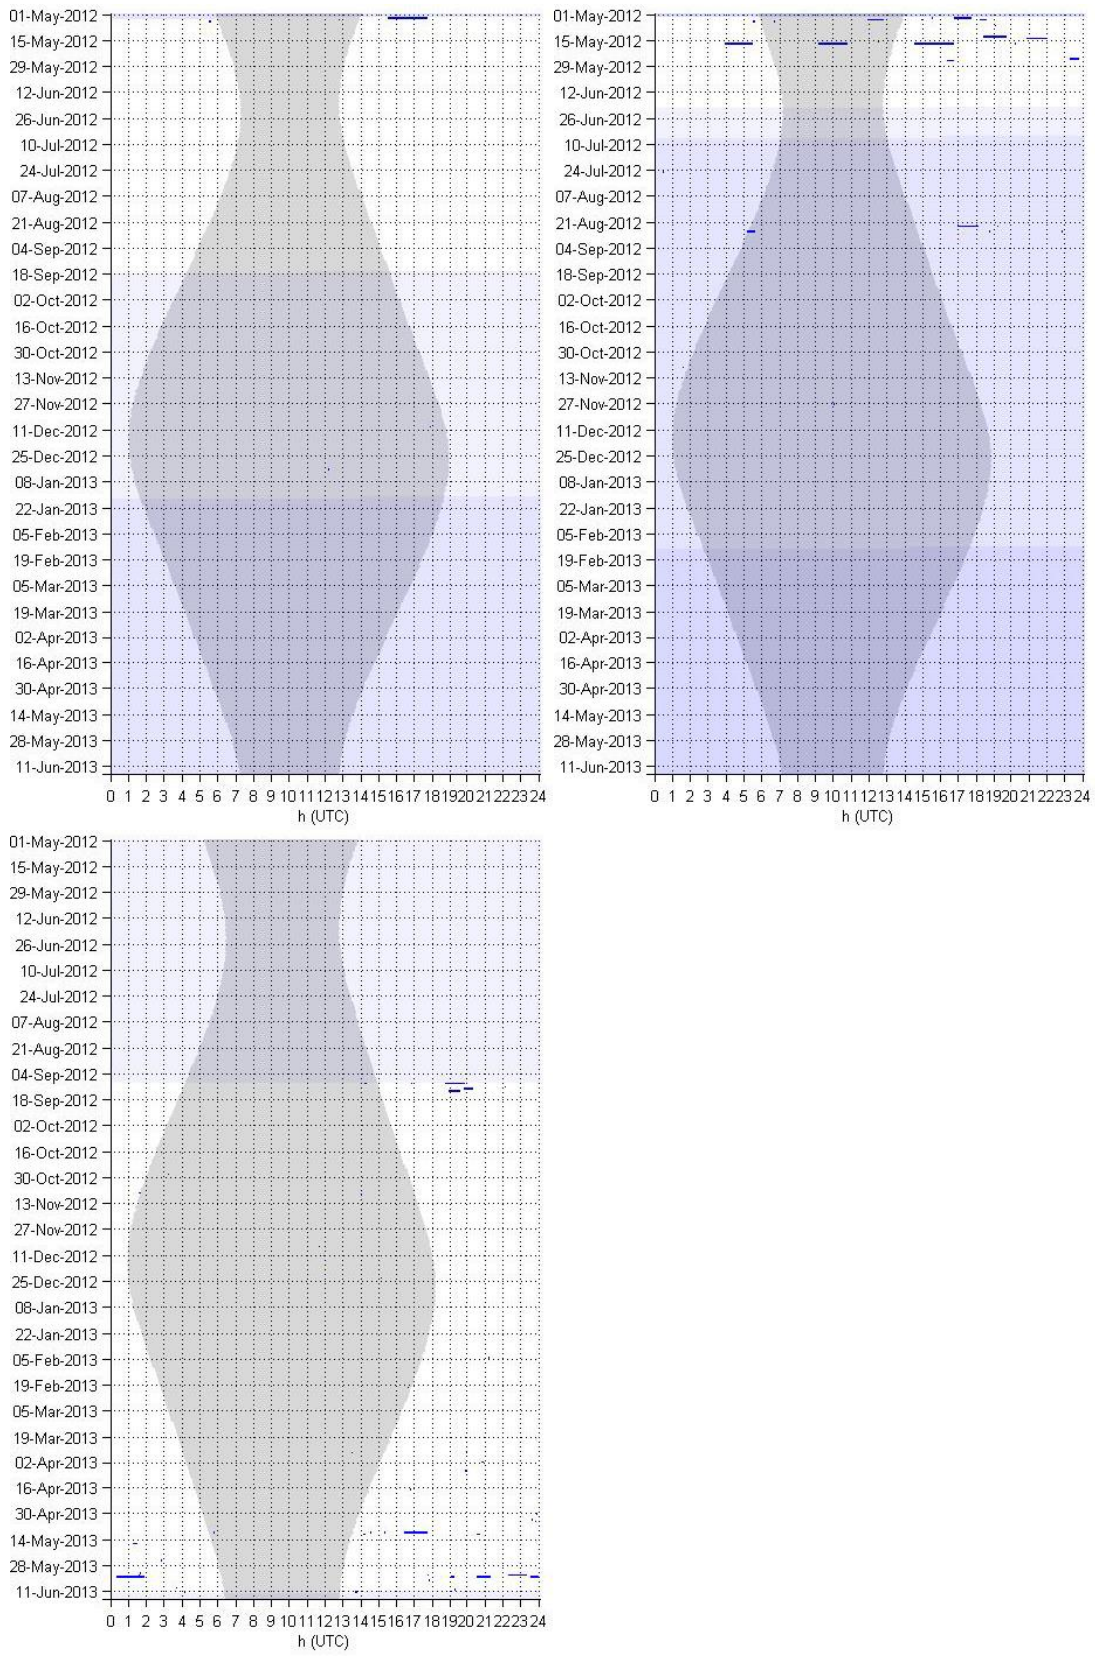 01-May-2012
15-May-2012
29-May-2012
12-Jun-2012
26-Jun-2012
10-Jul-2012
24-Jul-2012
07-Aug-2012
21-Aug-2012
04-Sep-2012
18-Sep-2012
02-Oct-2012
16-Oct-2012
30-Oct-2012
13-Nov-2012
27-Nov-2012
11-Dec-2012
25-Dec-2012
08-Jan-2013
22-Jan-2013
05-Feb-2013
19-Feb-2013
05-Mar-2013
19-Mar-2013
02-Apr-2013
16-Apr-2013
30-Apr-2013
14-May-2013
28-May-2013
11-Jun-2013
0 1 2 3 4 5 6 7 8 9 10 11 12 13 14 15 16 17 18 19 20 21 22 23 24
h (UTC)
01-May-2012
15-May-2012
29-May-2012
12-Jun-2012
26-Jun-2012
10-Jul-2012
24-Jul-2012
07-Aug-2012
21-Aug-2012
04-Sep-2012
18-Sep-2012
02-Oct-2012
16-Oct-2012
30-Oct-2012
13-Nov-2012
27-Nov-2012
11-Dec-2012
25-Dec-2012
08-Jan-2013
22-Jan-2013
05-Feb-2013
19-Feb-2013
05-Mar-2013
19-Mar-2013
02-Apr-2013
16-Apr-2013
30-Apr-2013
14-May-2013
28-May-2013
11-Jun-2013
0 1 2 3 4 5 6 7 8 9 10 11 12 13 14 15 16 17 18 19 20 21 22 23 24
h (UTC)
01-May-2012
15-May-2012
29-May-2012
12-Jun-2012
26-Jun-2012
10-Jul-2012
24-Jul-2012
07-Aug-2012
21-Aug-2012
04-Sep-2012
18-Sep-2012
02-Oct-2012
16-Oct-2012
30-Oct-2012
13-Nov-2012
27-Nov-2012
11-Dec-2012
25-Dec-2012
08-Jan-2013
22-Jan-2013
05-Feb-2013
19-Feb-2013
05-Mar-2013
19-Mar-2013
02-Apr-2013
16-Apr-2013
30-Apr-2013
14-May-2013
28-May-2013
11-Jun-2013
0 1 2 3 4 5 6 7 8 9 10 11 12 13 14 15 16 17 18 19 20 21 22 23 24
h (UTC)